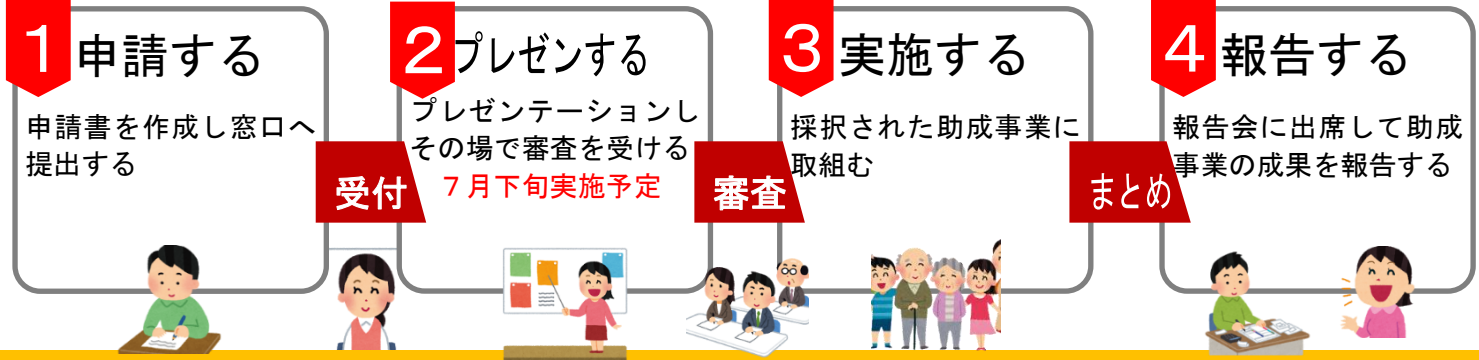 1 申請する
申請書を作成し窓口へ
提出する
受付
2 プレゼンする
プレゼンテーションし
その場で審査を受ける
７月下旬実施予定
審査
3 実施する
採択された助成事業に
取組む
まとめ
4 報告する
報告会に出席して助成
事業の成果を報告する